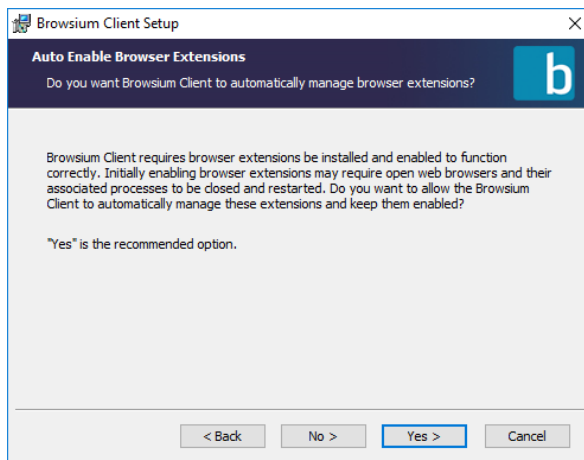 Browsium Client Setup
Auto Enable Browser Extensions
Do you want Browsium Client to automatically manage browser extensions?
b
Browsium Client requires browser extensions be installed and enabled to function
correctly. Initially enabling browser extensions may require open web browsers and their
associated processes to be closed and restarted. Do you want to allow the Browsium
Client to automatically manage these extensions and keep them enabled?
"Yes" is the recommended option.
< Back
No >
Yes >
Cancel